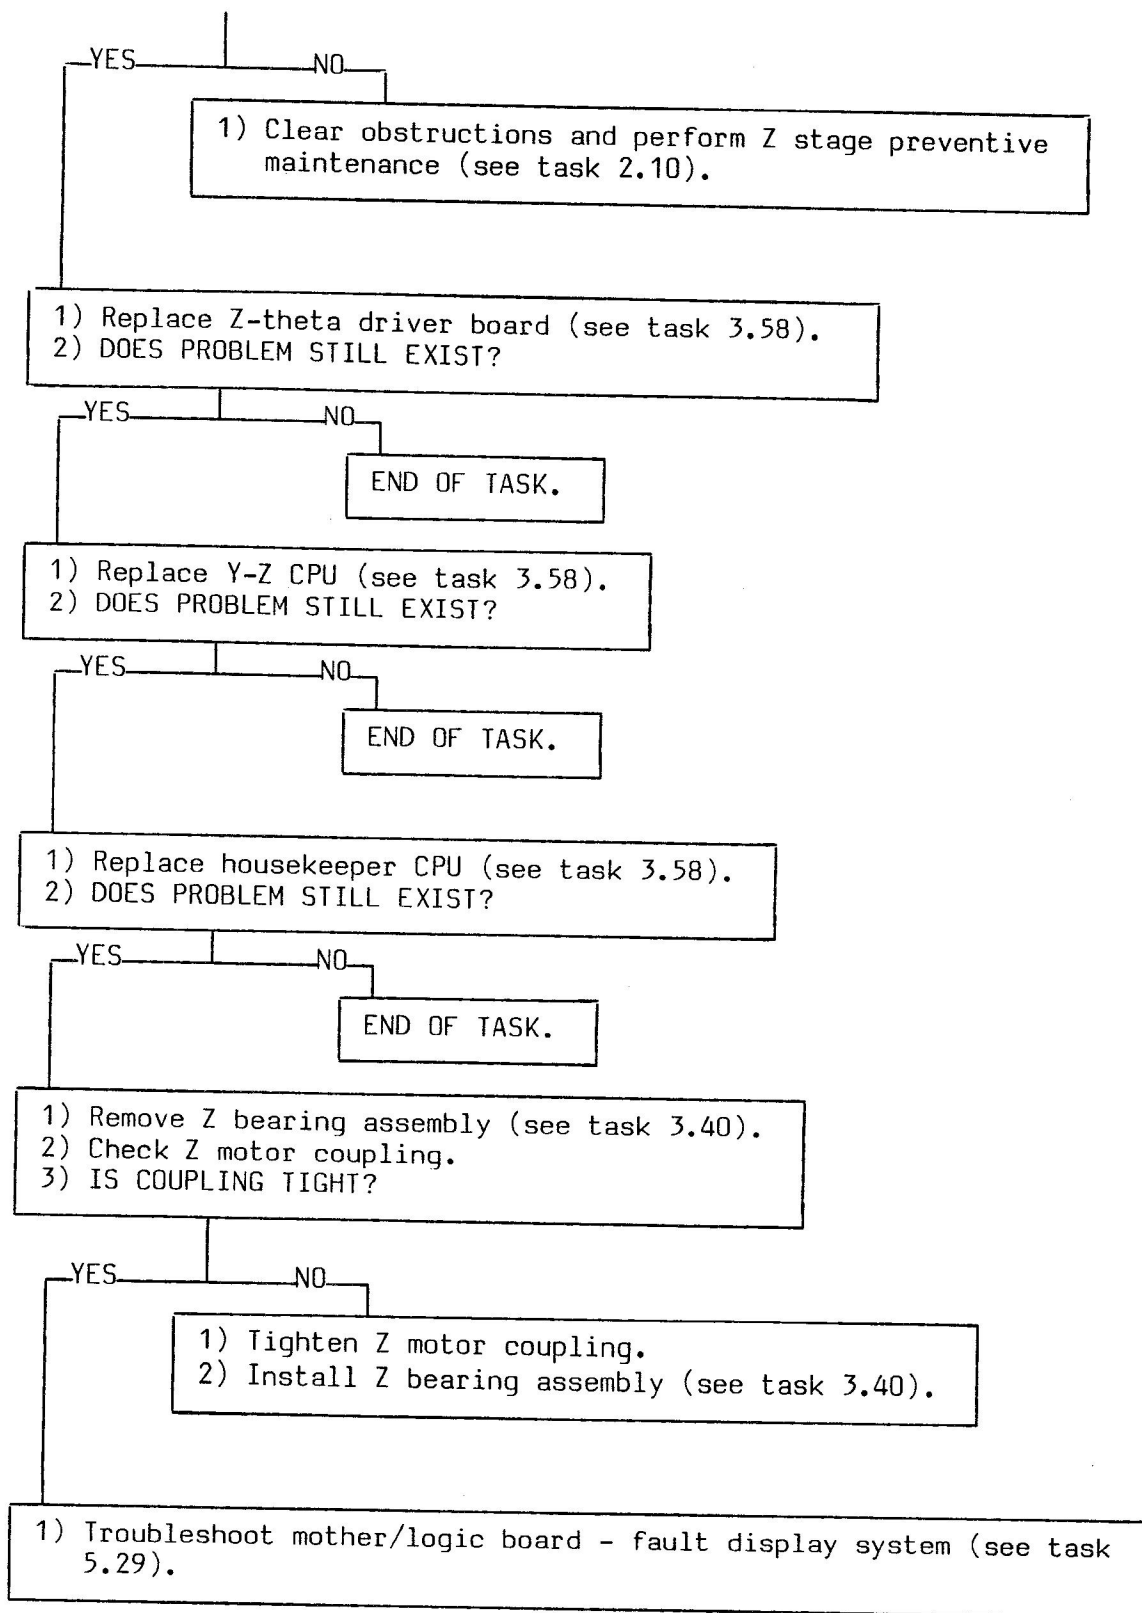 YES NO
1) Clear obstructions and perform Z stage preventive
maintenance (see task 2.10).
1) Replace Z-theta driver board (see task 3.58).
2) DOES PROBLEM STILL EXIST?
YES NO
END OF TASK.
1) Replace Y-Z CPU (see task 3.58).
2) DOES PROBLEM STILL EXIST?
YES NO
END OF TASK.
1) Replace housekeeper CPU (see task 3.58).
2) DOES PROBLEM STILL EXIST?
YES NO
END OF TASK.
1) Remove Z bearing assembly (see task 3.40).
2) Check Z motor coupling.
3) IS COUPLING TIGHT?
YES NO
1) Tighten Z motor coupling.
2) Install Z bearing assembly (see task 3.40).
1) Troubleshoot mother/logic board - fault display system (see task
5.29).